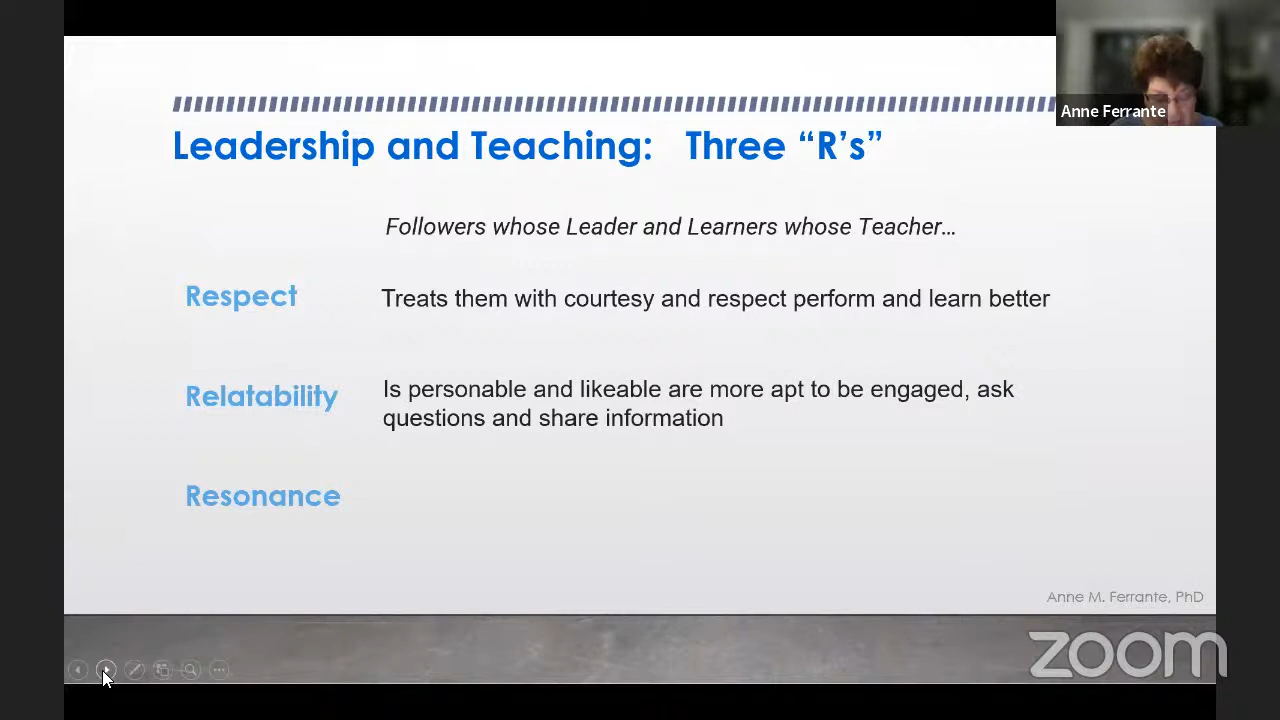 Anne Ferrante
Leadership and Teaching: Three “R’s”
Followers whose Leader and Learners whose Teacher…
Respect
Treats them with courtesy and respect perform and learn better
Relatability
Is personable and likeable are more apt to be engaged, ask
questions and share information
Resonance
Anne M. Ferrante, PhD
zoom